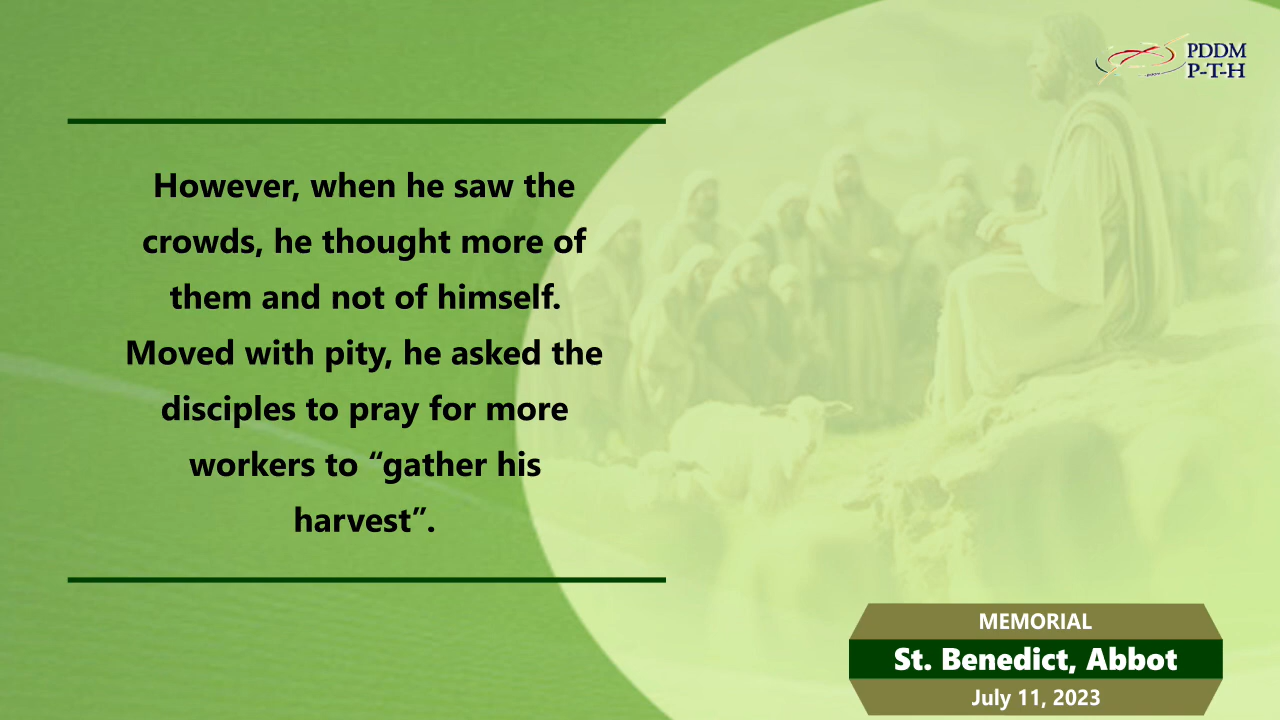 PDDM
P-T-H
However, when he saw the
crowds, he thought more of
them and not of himself.
Moved with pity, he asked the
disciples to pray for more
workers to “gather his
harvest”.
MEMORIAL
St. Benedict, Abbot
July 11, 2023